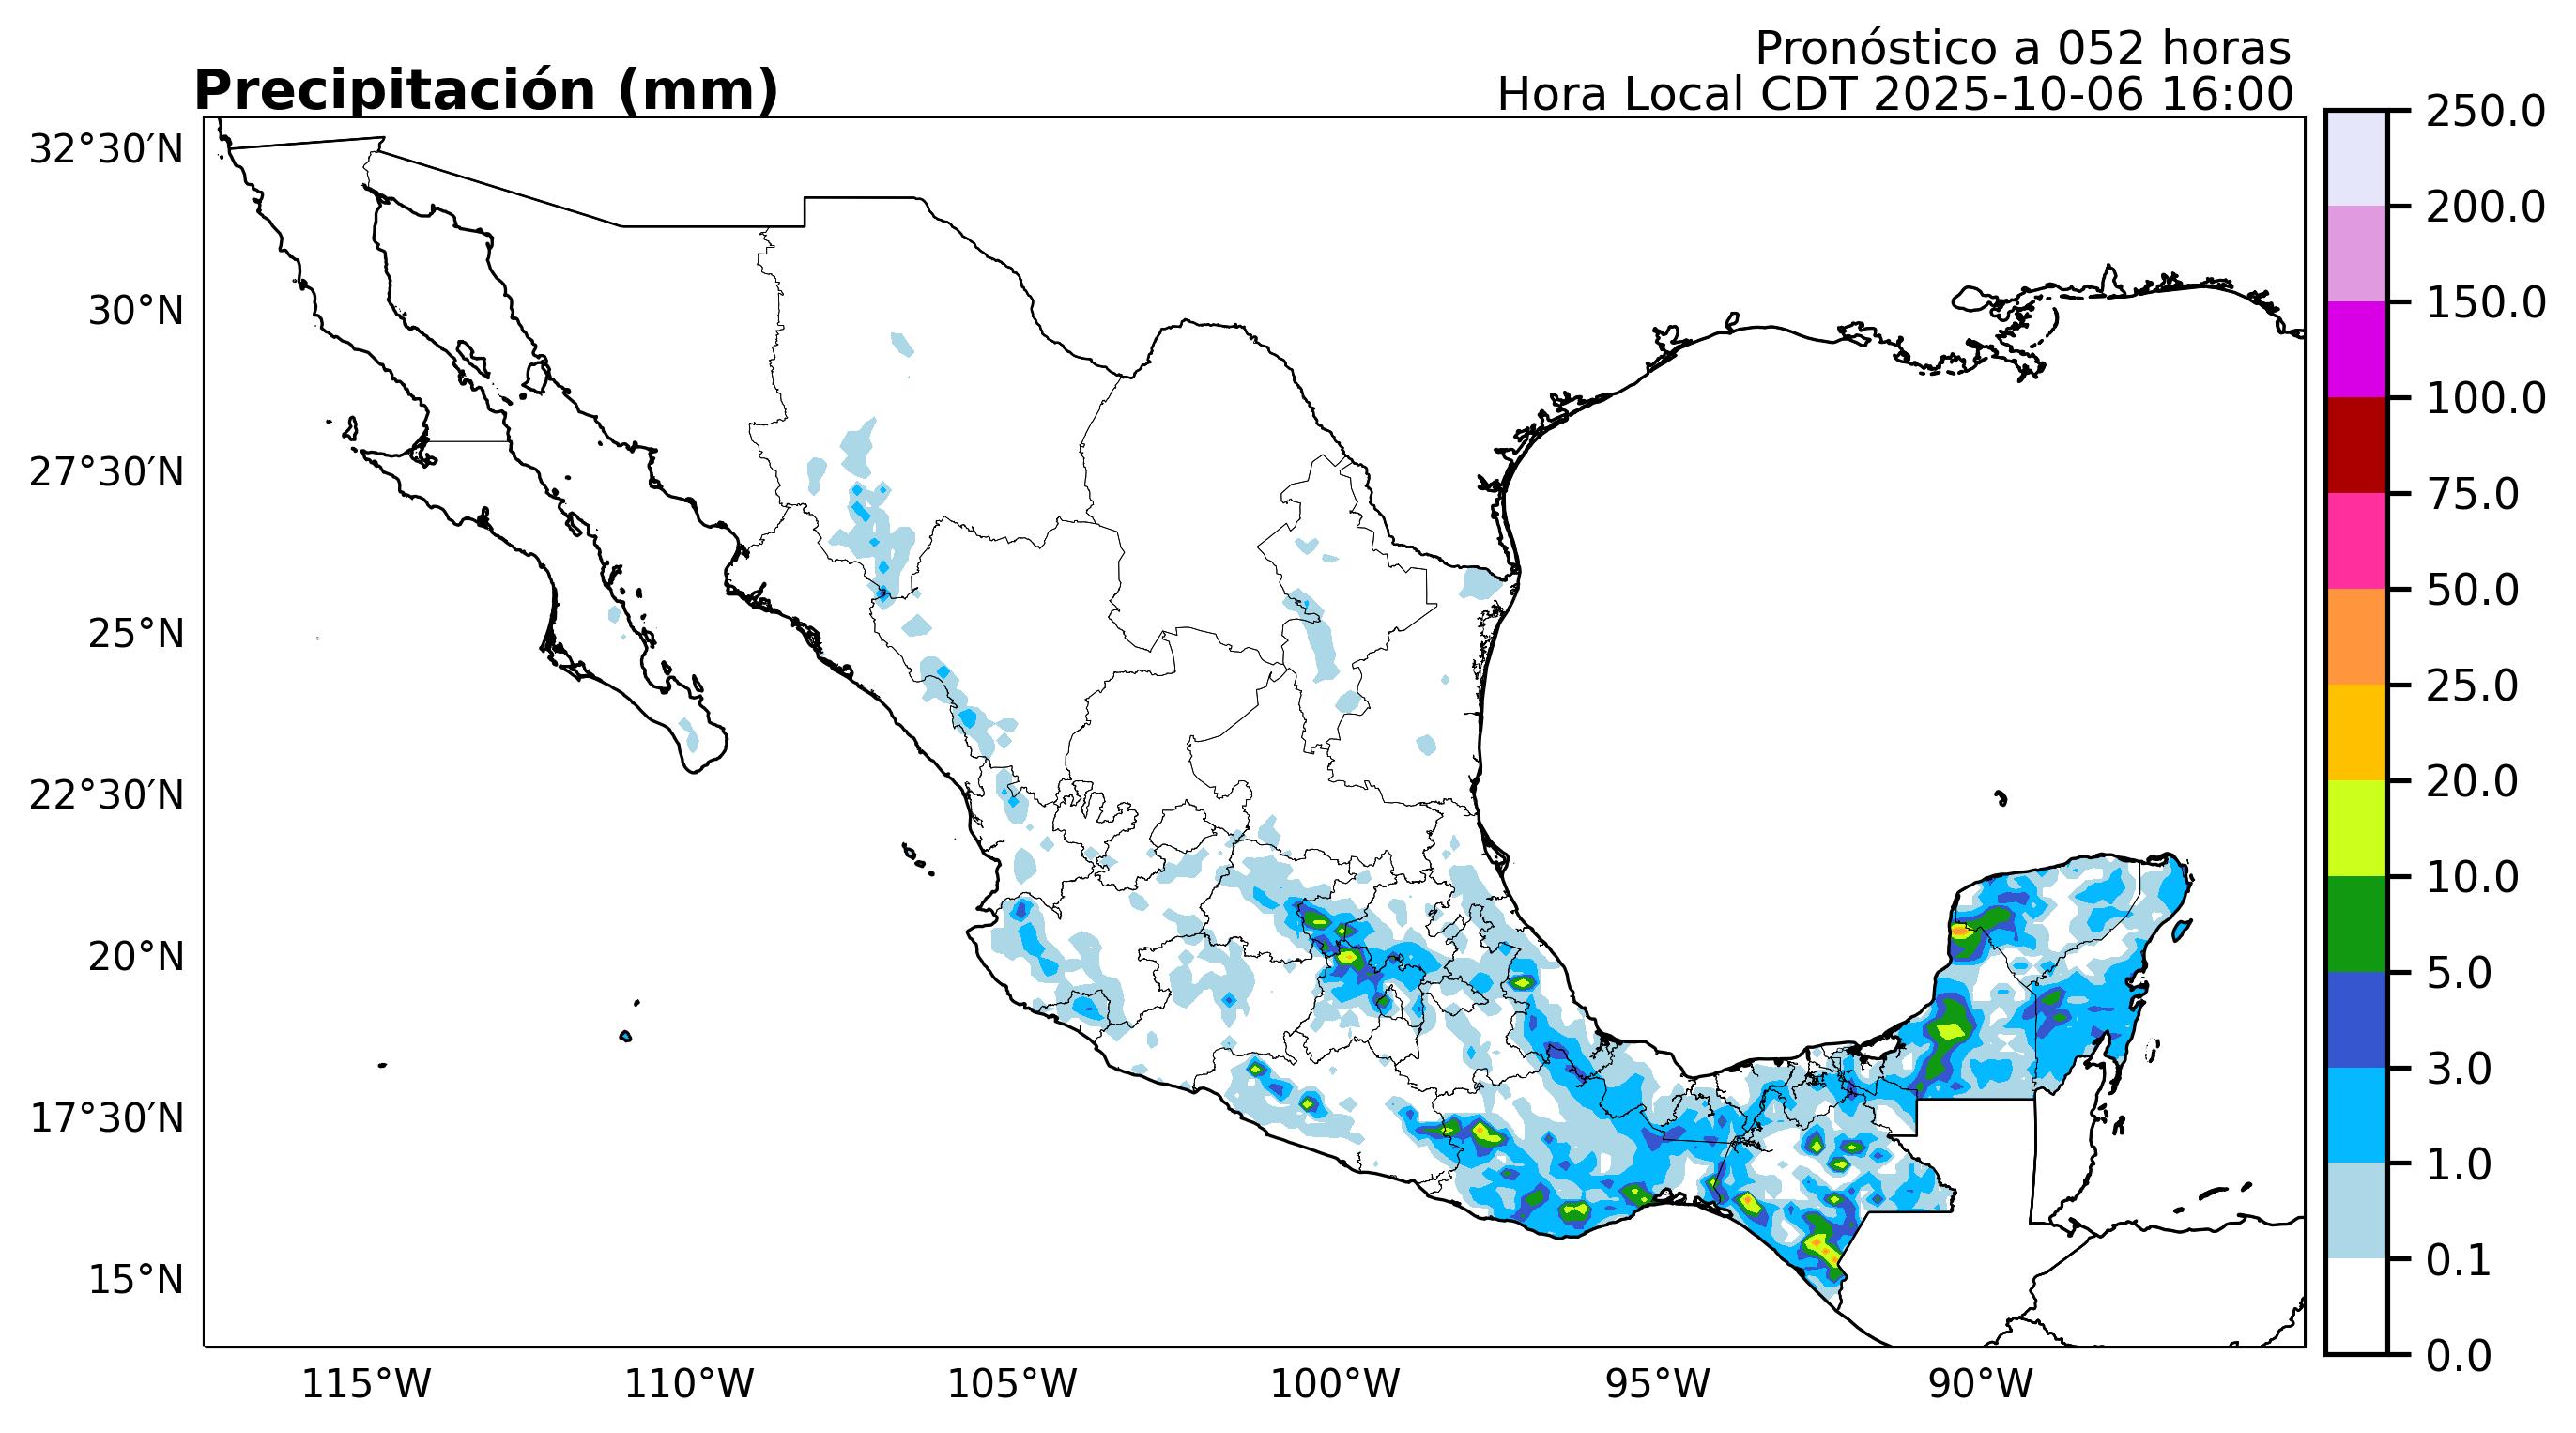 Pronóstico a 052 horas
Precipitación (mm)
Hora Local CDT 2025-10-06 16:00
32°30′N
30°N
27°30′N
25°N
22°30′N
20°N
17°30′N
15°N
115°W
110°W
105°W
100°W
95°W
90°W
250.0
200.0
150.0
100.0
75.0
50.0
25.0
20.0
10.0
5.0
3.0
1.0
0.1
0.0